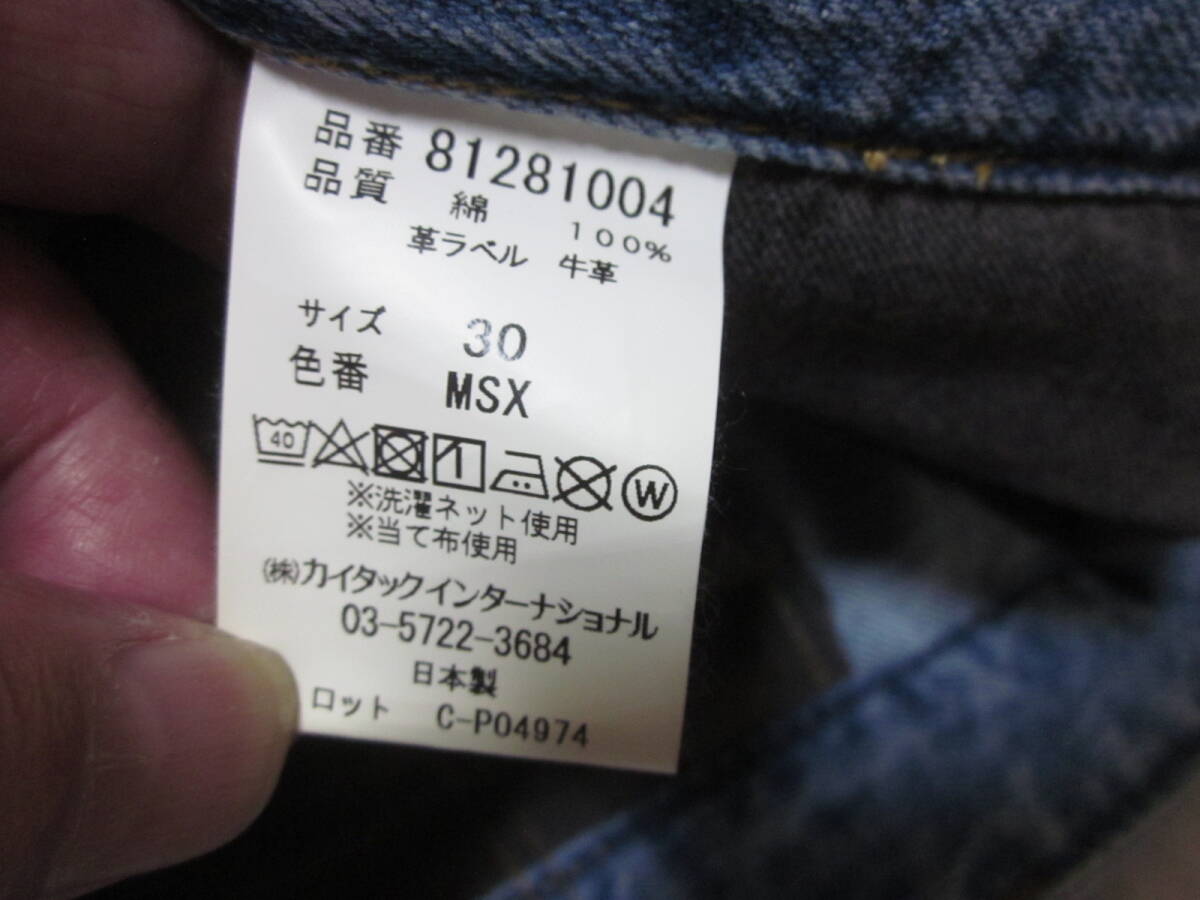 品番 81281004
品質 綿 100%
革ラベル 牛革
サイズ 30
色番 MSX
40 W
※洗濯ネット使用
※当て布使用
㈱カイタックインターナショナル
03-5722-3684
日本製
ロット C-P04974